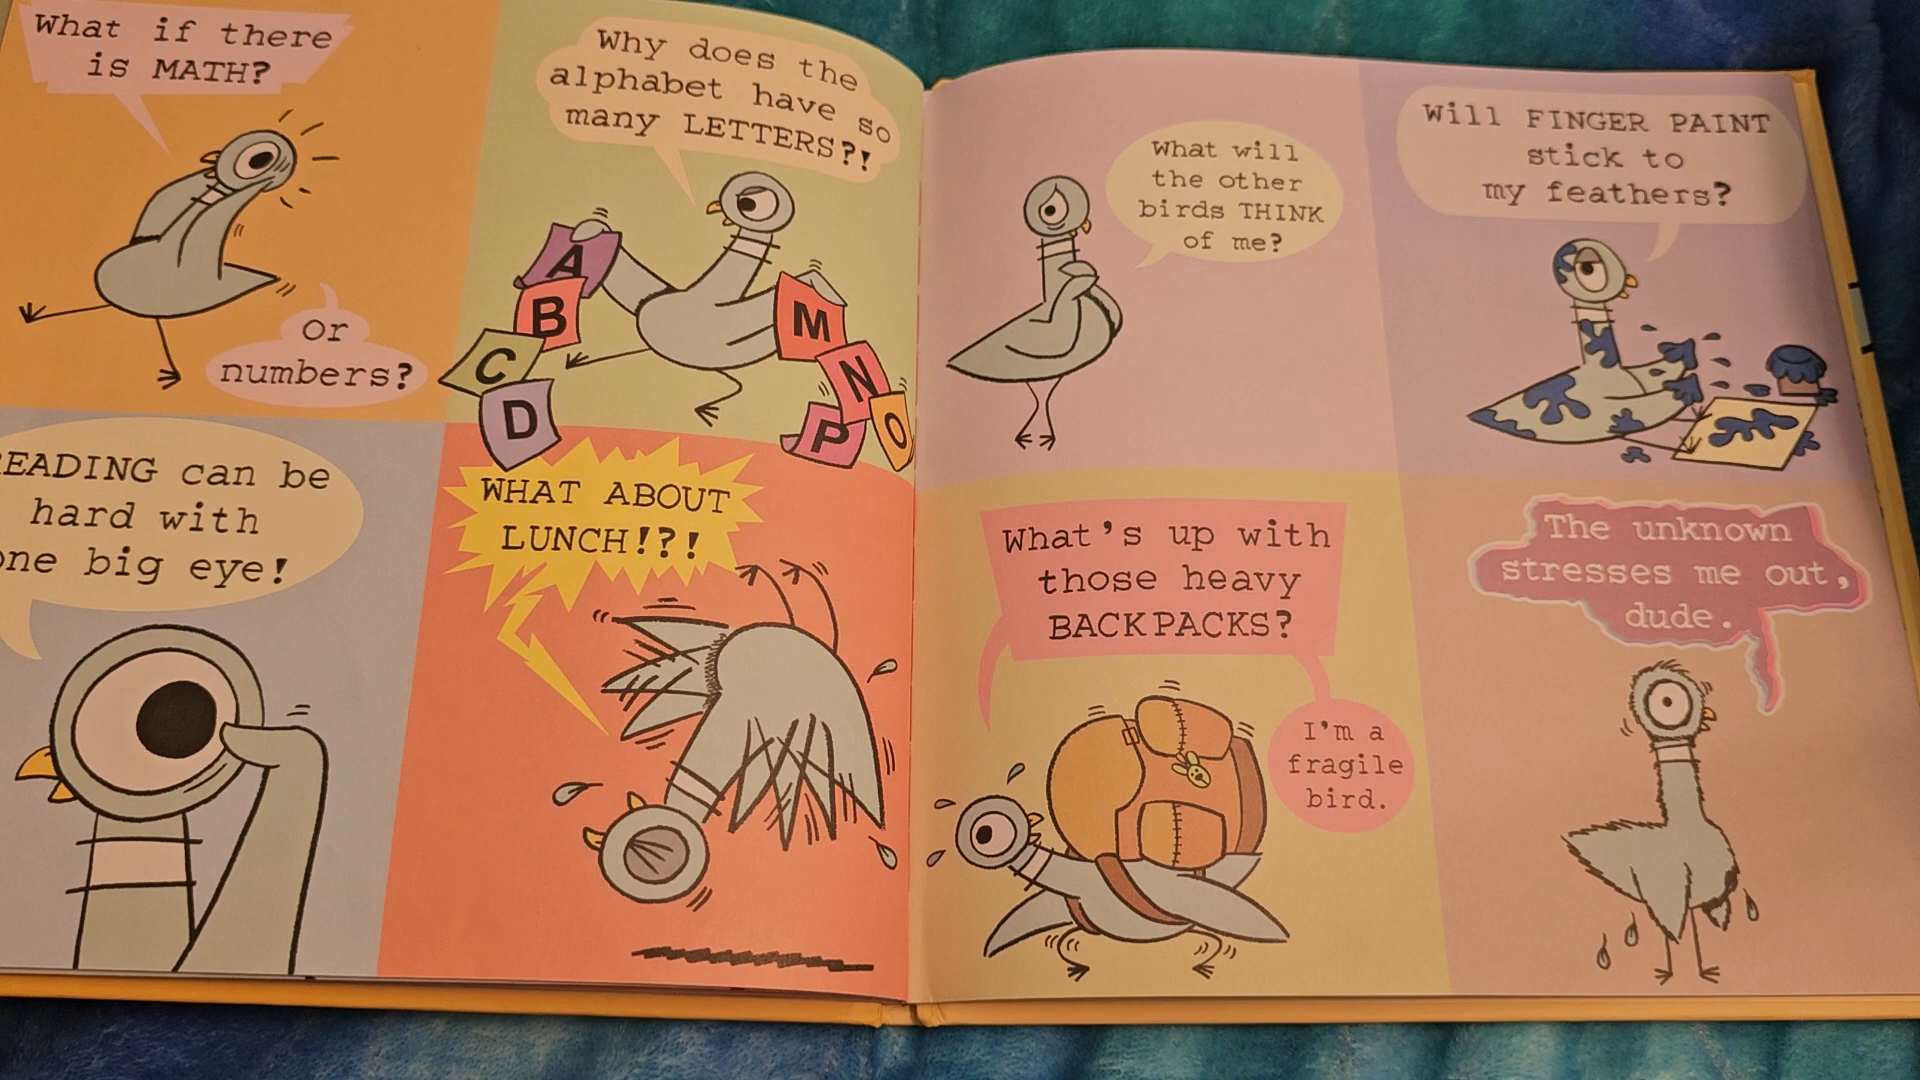 What if there
is MATH?
or
numbers?
Why does the
alphabet have so
many LETTERS?!
A
B
C
D
M
N
O
P
EADING can be
hard with
ne big eye!
WHAT ABOUT
LUNCH!?!
What will
the other
birds THINK
of me?
Will FINGER PAINT
stick to
my feathers?
What's up with
those heavy
BACKPACKS?
I'm a
fragile
bird.
The unknown
stresses me out,
dude.